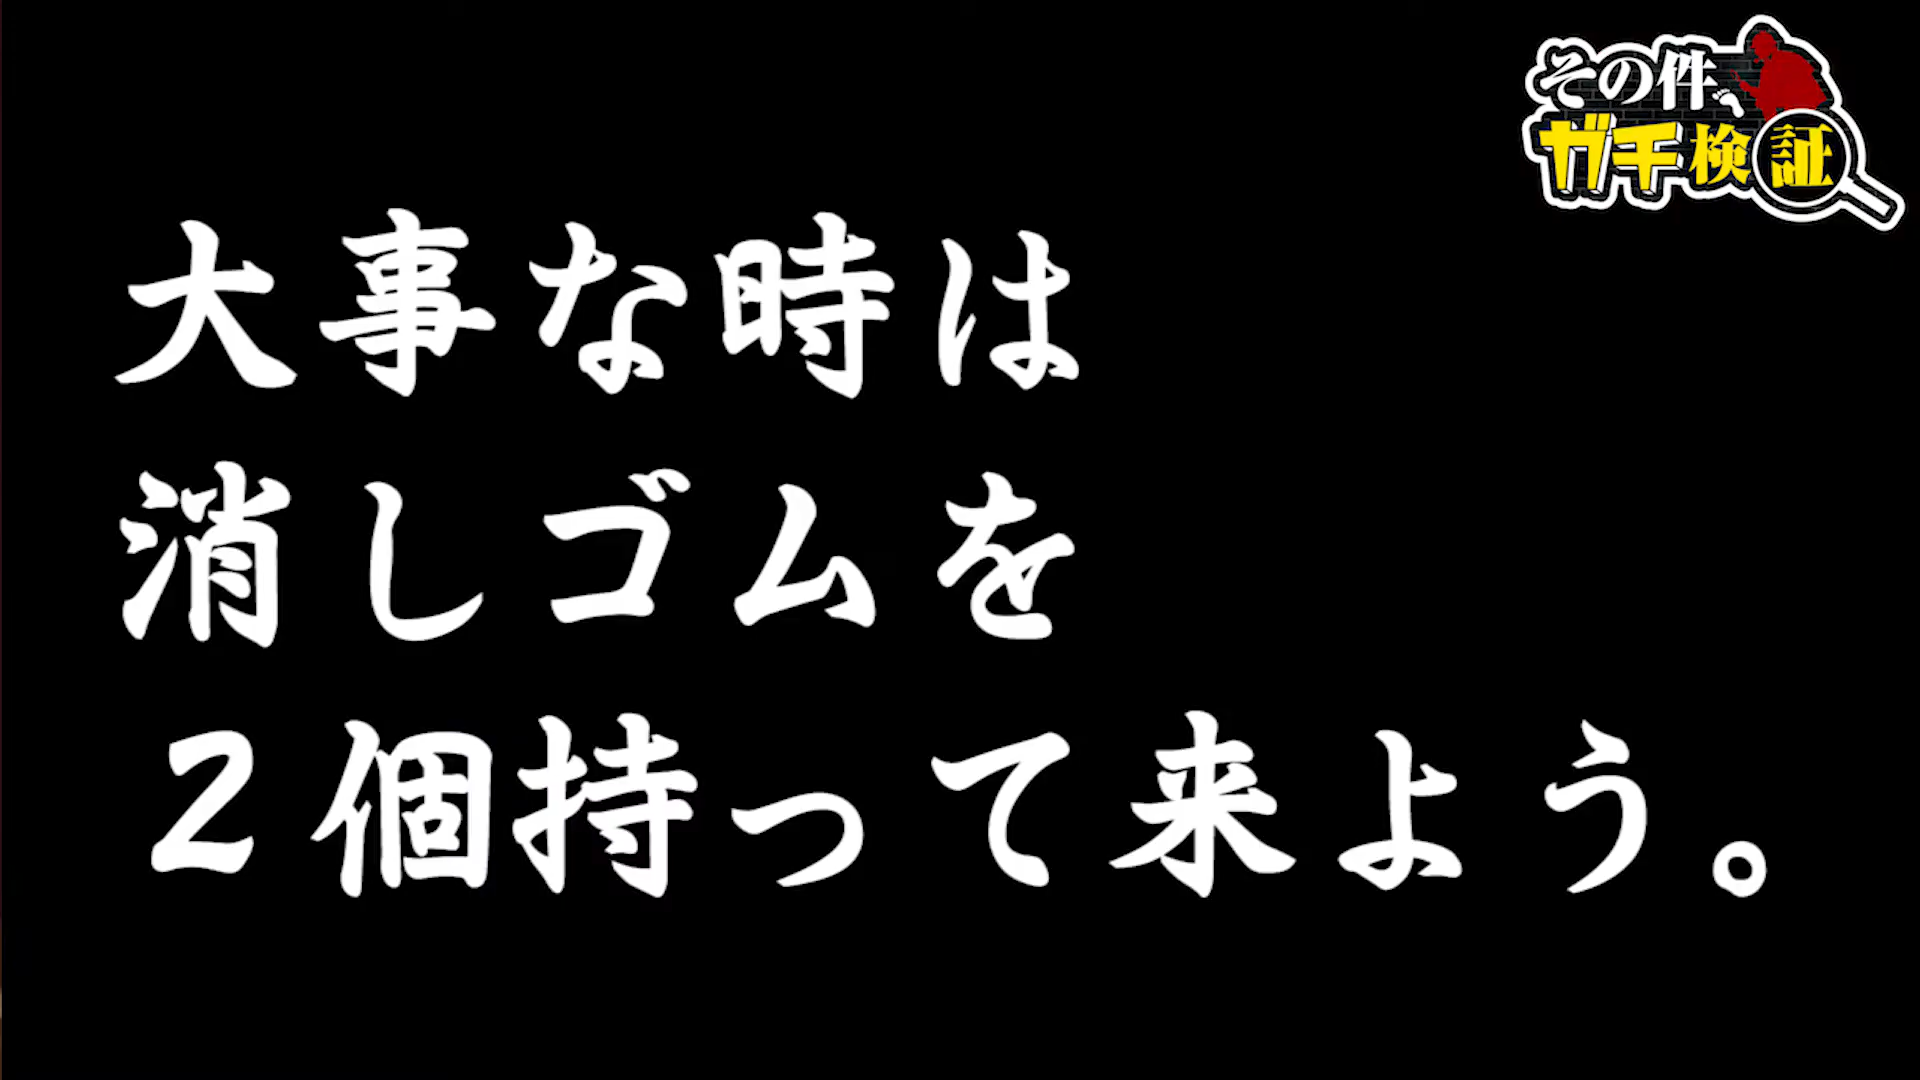 その件、
ガチ検証
大事な時は
消しゴムを
２個持って来よう。